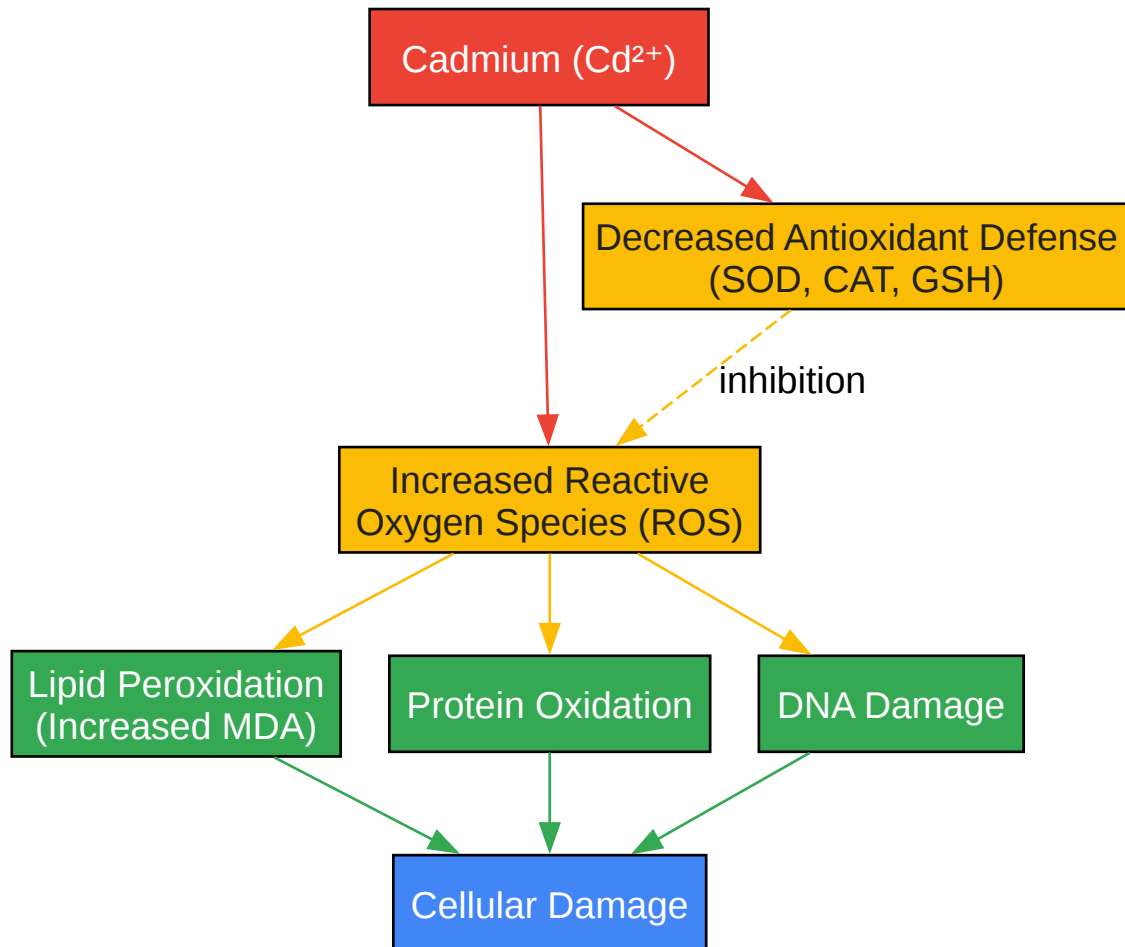 Cadmium (Cd²⁺)
Decreased Antioxidant Defense
(SOD, CAT, GSH)
inhibition
Increased Reactive
Oxygen Species (ROS)
Lipid Peroxidation
(Increased MDA)
Protein Oxidation
DNA Damage
Cellular Damage